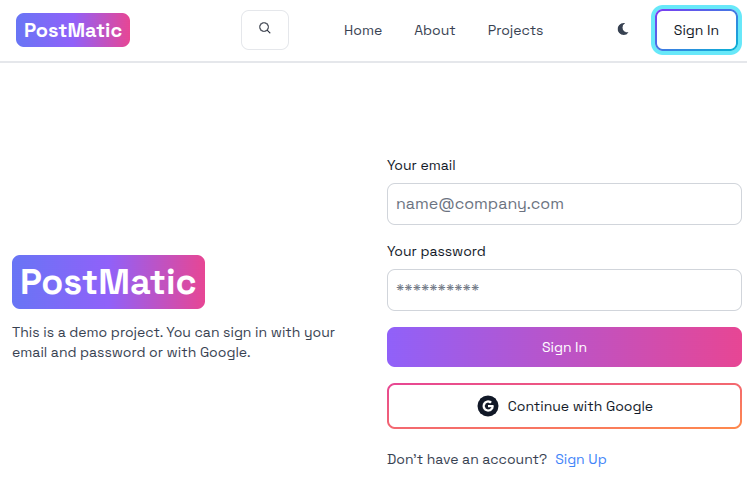 PostMatic
Home
About
Projects
Sign In
PostMatic
This is a demo project. You can sign in with your
email and password or with Google.
Your email
name@company.com
Your password
**********
Sign In
G Continue with Google
Don't have an account? Sign Up